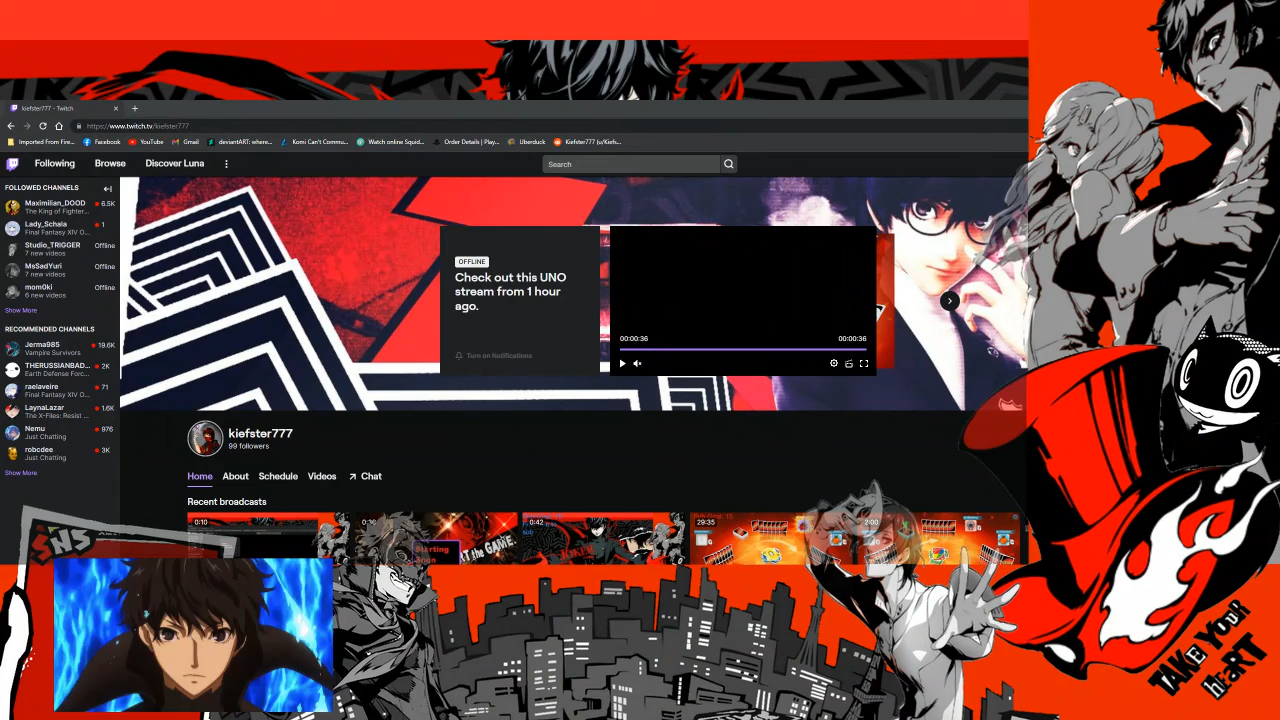 kiefster777 - Twitch
https://www.twitch.tv/kiefster777
Imported From Fire... Facebook YouTube Gmail deviantART: where... Komi Can't Commu... Watch online Squid... Order Details | Play... Uberduck Kiefster777 (u/Kiefs...
Following Browse Discover Luna Search
FOLLOWED CHANNELS
Maximilian_DOOD 6.5K
The King of Fighter...
Lady_Schala 1
Final Fantasy XIV O...
Studio_TRIGGER Offline
7 new videos
MsSadYuri Offline
7 new videos
mom0ki Offline
6 new videos
Show More
RECOMMENDED CHANNELS
Jerma985 19.6K
Vampire Survivors
THERUSSIANBAD... 2K
Earth Defense Forc...
raelaveire 71
Final Fantasy XIV O...
LaynaLazar 1.6K
The X-Files: Resist ...
Nemu 976
Just Chatting
robcdee 3K
Just Chatting
Show More
OFFLINE
Check out this UNO
stream from 1 hour
ago.
Turn on Notifications
00:00:36 00:00:36
kiefster777
99 followers
Home About Schedule Videos Chat
Recent broadcasts
0:10 0:42 29:35 2:00
Starting
THE GAME.
SNS
TAKE YOUR
heART